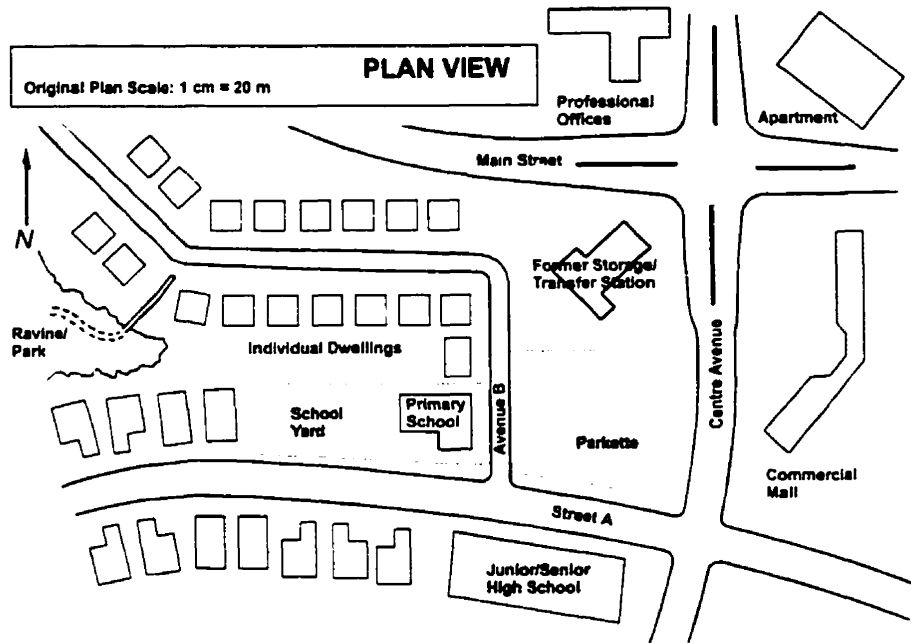 PLAN VIEW
Original Plan Scale: 1 cm = 20 m
Professional
Offices
Apartment
Main Street
N
Former Storage/
Transfer Station
Ravine/
Park
Individual Dwellings
Centre Avenue
School
Yard
Primary
School
Avenue B
Parkette
Commercial
Mall
Street A
Junior/Senior
High School